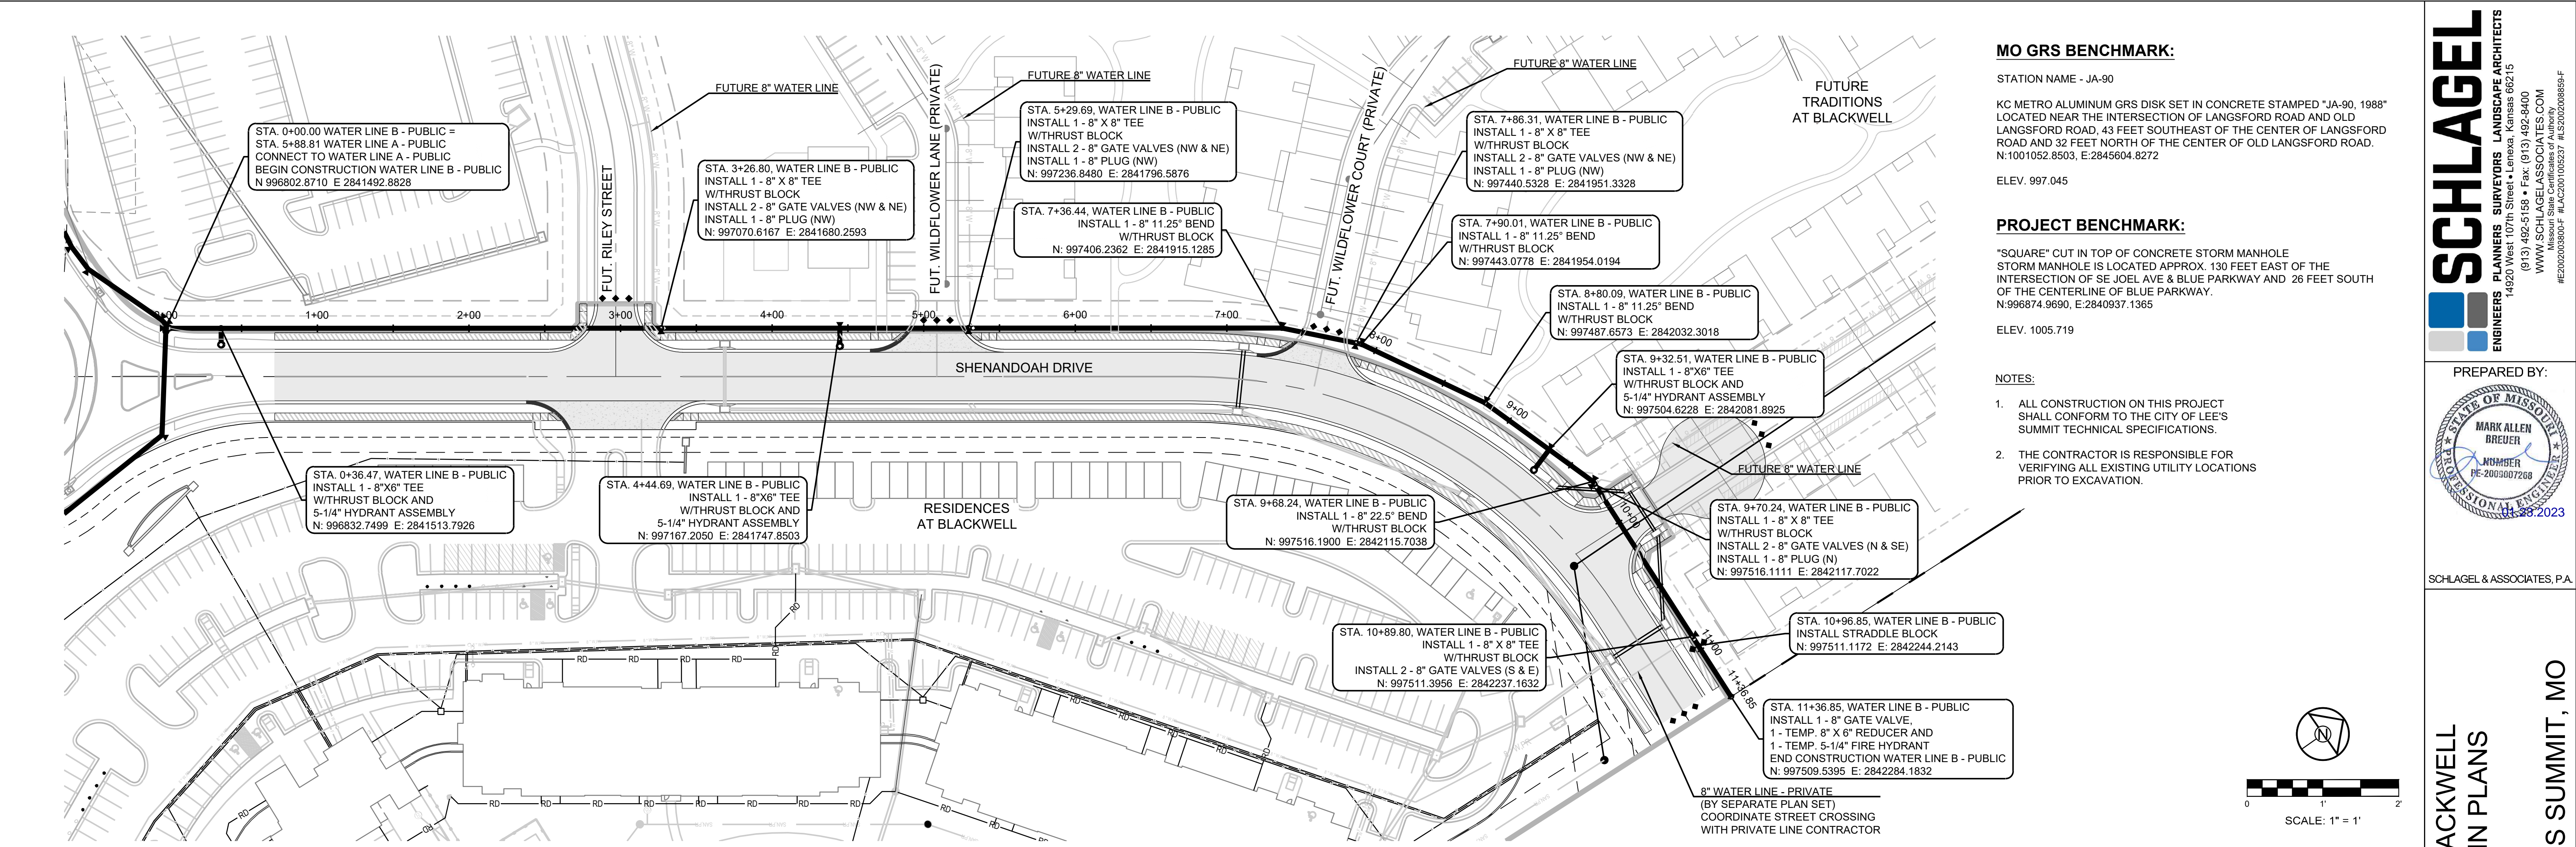 FUTURE 8" WATER LINE
FUTURE 8" WATER LINE
FUTURE 8" WATER LINE
FUTURE
TRADITIONS
AT BLACKWELL
STA. 0+00.00 WATER LINE B - PUBLIC =
STA. 5+88.81 WATER LINE A - PUBLIC
CONNECT TO WATER LINE A - PUBLIC
BEGIN CONSTRUCTION WATER LINE B - PUBLIC
N 996802.8710 E 2841492.8828
FUT. RILEY STREET
STA. 3+26.80, WATER LINE B - PUBLIC
INSTALL 1 - 8" X 8" TEE
W/THRUST BLOCK
INSTALL 2 - 8" GATE VALVES (NW & NE)
INSTALL 1 - 8" PLUG (NW)
N: 997070.6167 E: 2841680.2593
FUT. WILDFLOWER LANE (PRIVATE)
STA. 5+29.69, WATER LINE B - PUBLIC
INSTALL 1 - 8" X 8" TEE
W/THRUST BLOCK
INSTALL 2 - 8" GATE VALVES (NW & NE)
INSTALL 1 - 8" PLUG (NW)
N: 997236.8480 E: 2841796.5876
STA. 7+36.44, WATER LINE B - PUBLIC
INSTALL 1 - 8" 11.25° BEND
W/THRUST BLOCK
N: 997406.2362 E: 2841915.1285
FUT. WILDFLOWER COURT (PRIVATE)
STA. 7+86.31, WATER LINE B - PUBLIC
INSTALL 1 - 8" X 8" TEE
W/THRUST BLOCK
INSTALL 2 - 8" GATE VALVES (NW & NE)
INSTALL 1 - 8" PLUG (NW)
N: 997440.5328 E: 2841951.3328
STA. 7+90.01, WATER LINE B - PUBLIC
INSTALL 1 - 8" 11.25° BEND
W/THRUST BLOCK
N: 997443.0778 E: 2841954.0194
STA. 8+80.09, WATER LINE B - PUBLIC
INSTALL 1 - 8" 11.25° BEND
W/THRUST BLOCK
N: 997487.6573 E: 2842032.3018
STA. 9+32.51, WATER LINE B - PUBLIC
INSTALL 1 - 8"X6" TEE
W/THRUST BLOCK AND
5-1/4" HYDRANT ASSEMBLY
N: 997504.6228 E: 2842081.8925
0+00
1+00
2+00
3+00
4+00
5+00
6+00
7+00
8+00
9+00
10+00
11+00
11+36.85
SHENANDOAH DRIVE
FUTURE 8" WATER LINE
STA. 0+36.47, WATER LINE B - PUBLIC
INSTALL 1 - 8"X6" TEE
W/THRUST BLOCK AND
5-1/4" HYDRANT ASSEMBLY
N: 996832.7499 E: 2841513.7926
STA. 4+44.69, WATER LINE B - PUBLIC
INSTALL 1 - 8"X6" TEE
W/THRUST BLOCK AND
5-1/4" HYDRANT ASSEMBLY
N: 997167.2050 E: 2841747.8503
RESIDENCES
AT BLACKWELL
STA. 9+68.24, WATER LINE B - PUBLIC
INSTALL 1 - 8" 22.5° BEND
W/THRUST BLOCK
N: 997516.1900 E: 2842115.7038
STA. 9+70.24, WATER LINE B - PUBLIC
INSTALL 1 - 8" X 8" TEE
W/THRUST BLOCK
INSTALL 2 - 8" GATE VALVES (N & SE)
INSTALL 1 - 8" PLUG (N)
N: 997516.1111 E: 2842117.7022
STA. 10+89.80, WATER LINE B - PUBLIC
INSTALL 1 - 8" X 8" TEE
W/THRUST BLOCK
INSTALL 2 - 8" GATE VALVES (S & E)
N: 997511.3956 E: 2842237.1632
STA. 10+96.85, WATER LINE B - PUBLIC
INSTALL STRADDLE BLOCK
N: 997511.1172 E: 2842244.2143
STA. 11+36.85, WATER LINE B - PUBLIC
INSTALL 1 - 8" GATE VALVE,
1 - TEMP. 8" X 6" REDUCER AND
1 - TEMP. 5-1/4" FIRE HYDRANT
END CONSTRUCTION WATER LINE B - PUBLIC
N: 997509.5395 E: 2842284.1832
8" WATER LINE - PRIVATE
(BY SEPARATE PLAN SET)
COORDINATE STREET CROSSING
WITH PRIVATE LINE CONTRACTOR
RD RD RD RD
RD RD
RD RD RD RD RD RD RD RD
RD RD RD RD
RD RD RD RD
MO GRS BENCHMARK:
STATION NAME - JA-90
KC METRO ALUMINUM GRS DISK SET IN CONCRETE STAMPED "JA-90, 1988"
LOCATED NEAR THE INTERSECTION OF LANGSFORD ROAD AND OLD
LANGSFORD ROAD, 43 FEET SOUTHEAST OF THE CENTER OF LANGSFORD
ROAD AND 32 FEET NORTH OF THE CENTER OF OLD LANGSFORD ROAD.
N:1001052.8503, E:2845604.8272
ELEV. 997.045
PROJECT BENCHMARK:
"SQUARE" CUT IN TOP OF CONCRETE STORM MANHOLE
STORM MANHOLE IS LOCATED APPROX. 130 FEET EAST OF THE
INTERSECTION OF SE JOEL AVE & BLUE PARKWAY AND 26 FEET SOUTH
OF THE CENTERLINE OF BLUE PARKWAY.
N:996874.9690, E:2840937.1365
ELEV. 1005.719
NOTES:
1. ALL CONSTRUCTION ON THIS PROJECT
SHALL CONFORM TO THE CITY OF LEE'S
SUMMIT TECHNICAL SPECIFICATIONS.
2. THE CONTRACTOR IS RESPONSIBLE FOR
VERIFYING ALL EXISTING UTILITY LOCATIONS
PRIOR TO EXCAVATION.
N
0 1' 2'
SCALE: 1" = 1'
SCHLAGEL
ENGINEERS PLANNERS SURVEYORS LANDSCAPE ARCHITECTS
14920 West 107th Street • Lenexa, Kansas 66215
(913) 492-5158 • Fax: (913) 492-8400
WWW.SCHLAGELASSOCIATES.COM
Missouri State Certificates of Authority
#E2002003800-F #LAC2001005237 #LS2002008859-F
PREPARED BY:
STATE OF MISSOURI
MARK ALLEN
BREUER
NUMBER
PE-2009007268
PROFESSIONAL ENGINEER
01.23.2023
SCHLAGEL & ASSOCIATES, P.A.
ACKWELL
IN PLANS
S SUMMIT, MO